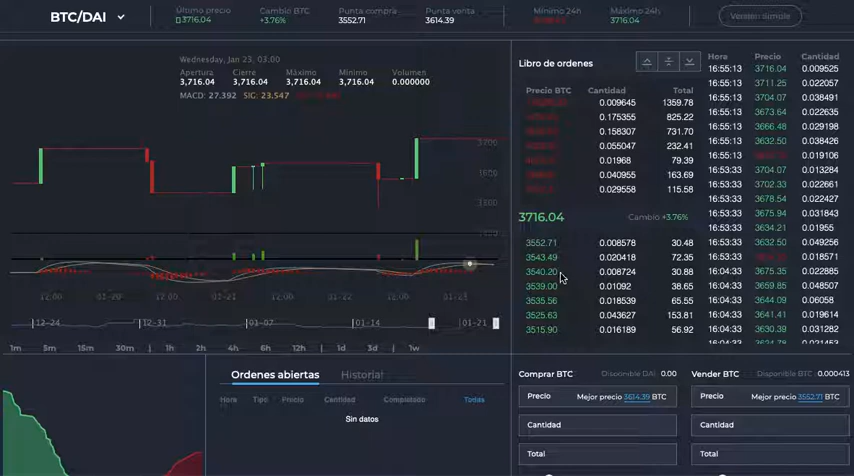 BTC/DAI
Último precio
3716.04
Cambio BTC
+3.76%
Punta compra
3552.71
Punta venta
3614.39
Mínimo 24h
Máximo 24h
3716.04
Versión Simple
Wednesday, Jan 23, 03:00
Apertura Cierre Máximo Mínimo Volumen
3,716.04 3,716.04 3,716.04 3,716.04 0.000000
MACD: 27.392 SIG: 23.547
12:00 01-20 12:00 01-21 12:00 01-22 12:00 01-23
12-24 12-31 01-07 01-14 01-21
1m 5m 15m 30m | 1h 2h 4h 6h 12h | 1d 3d | 1w
Libro de ordenes
Precio BTC Cantidad Total
0.009645 1359.78
0.175355 825.22
0.158307 731.70
0.055047 232.41
0.01968 79.39
0.040955 163.69
0.029558 115.58
3716.04 Cambio +3.76%
3552.71 0.008578 30.48
3543.49 0.020418 72.35
3540.20 0.008724 30.88
3539.00 0.01092 38.65
3535.56 0.018539 65.55
3525.63 0.043627 153.81
3515.90 0.016189 56.92
Hora Precio Cantidad
16:55:13 3716.04 0.009525
16:55:13 3711.25 0.022057
16:55:13 3704.07 0.038491
16:55:13 3673.64 0.022635
16:55:13 3666.48 0.029198
16:55:13 3632.50 0.038426
16:55:13 0.019106
16:53:33 3704.07 0.013284
16:53:33 3702.33 0.022661
16:53:33 3678.54 0.022427
16:53:33 3675.94 0.031843
16:53:33 3634.21 0.01955
16:53:33 3632.50 0.049256
16:53:33 0.018571
16:04:33 3675.35 0.022885
16:04:33 3659.85 0.048507
16:04:33 3644.09 0.06058
16:04:33 3641.41 0.019614
16:04:33 3630.39 0.031282
16:04:33 3624.78 0.021453
Ordenes abiertas
Historial
Hora Tipo Precio Cantidad Completado Todas
Sin datos
Comprar BTC Disponible DAI: 0.00
Precio Mejor precio 3614.39 BTC
Cantidad
Total
Vender BTC Disponible BTC: 0.000413
Precio Mejor precio 3552.71 BTC
Cantidad
Total